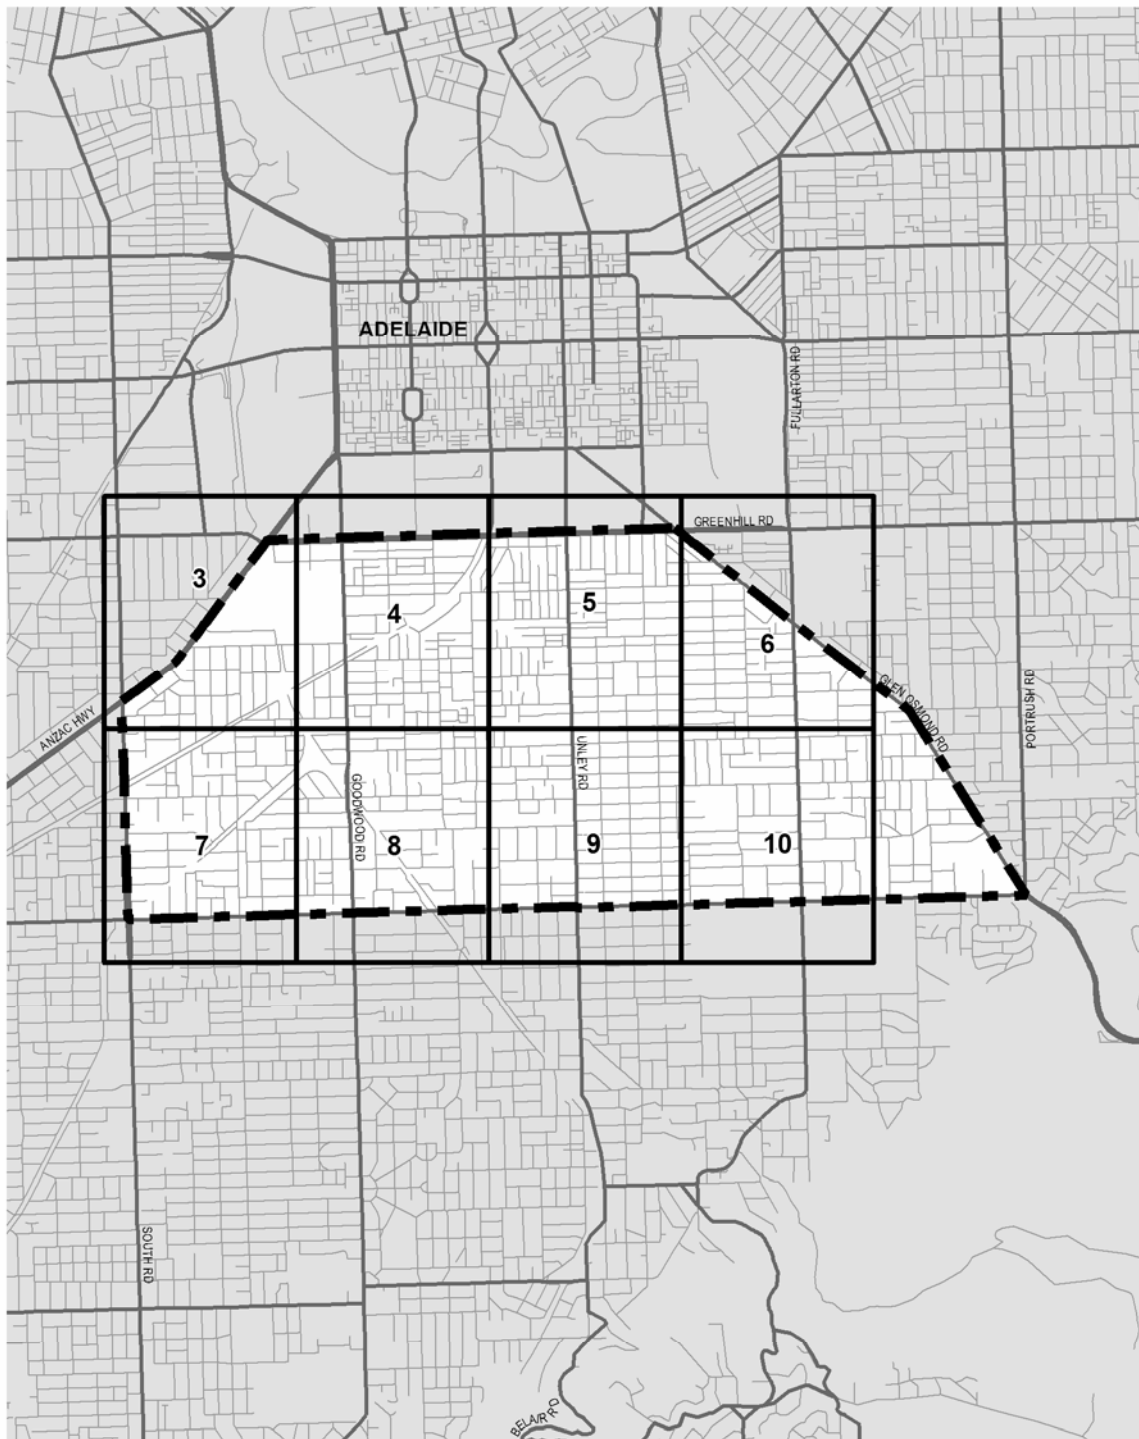 ADELAIDE
FULLARTON RD
GREENHILL RD
3
4
5
6
ANZAC HWY
GLEN OSMOND RD
PORTRUSH RD
UNLEY RD
GOODWOOD RD
7
8
9
10
SOUTH RD
BELAIR RD